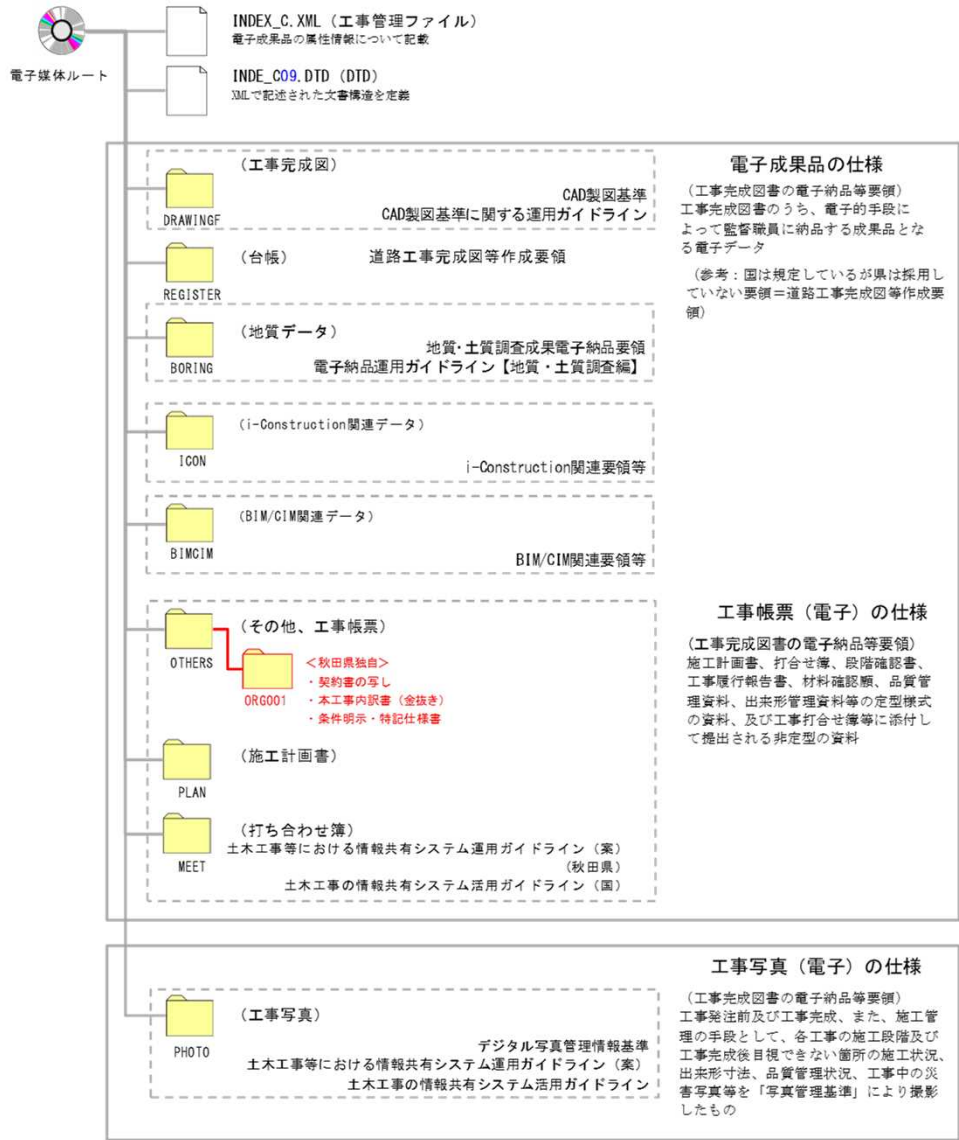 電子媒体ルート
INDEX_C.XML（工事管理ファイル）
電子成果品の属性情報について記載
INDE_C09.DTD（DTD）
XMLで記述された文書構造を定義
電子成果品の仕様
（工事完成図書の電子納品等要領）
工事完成図書のうち、電子的手段に
よって監督職員に納品する成果品とな
る電子データ
（参考：国は規定しているが県は採用し
ていない要領＝道路工事完成図等作成要
領）
DRAWINGF
（工事完成図）
CAD製図基準
CAD製図基準に関する運用ガイドライン
REGISTER
（台帳）
道路工事完成図等作成要領
BORING
（地質データ）
地質・土質調査成果電子納品要領
電子納品運用ガイドライン【地質・土質調査編】
ICON
（i-Construction関連データ）
i-Construction関連要領等
BIMCIM
（BIM/CIM関連データ）
BIM/CIM関連要領等
工事帳票（電子）の仕様
（工事完成図書の電子納品等要領）
施工計画書、打合せ簿、段階確認書、
工事履行報告書、材料確認願、品質管
理資料、出来形管理資料等の定型様式
の資料、及び工事打合せ簿等に添付し
て提出される非定型の資料
OTHERS
（その他、工事帳票）
ORG001
＜秋田県独自＞
・契約書の写し
・本工事内訳書（金抜き）
・条件明示・特記仕様書
PLAN
（施工計画書）
MEET
（打ち合わせ簿）
土木工事等における情報共有システム運用ガイドライン（案）
（秋田県）
土木工事の情報共有システム活用ガイドライン（国）
工事写真（電子）の仕様
（工事完成図書の電子納品等要領）
工事発注前及び工事完成、また、施工管
理の手段として、各工事の施工段階及び
工事完成後目視できない箇所の施工状況、
出来形寸法、品質管理状況、工事中の災
害写真等を「写真管理基準」により撮影
したもの
PHOTO
（工事写真）
デジタル写真管理情報基準
土木工事等における情報共有システム運用ガイドライン（案）
土木工事の情報共有システム活用ガイドライン